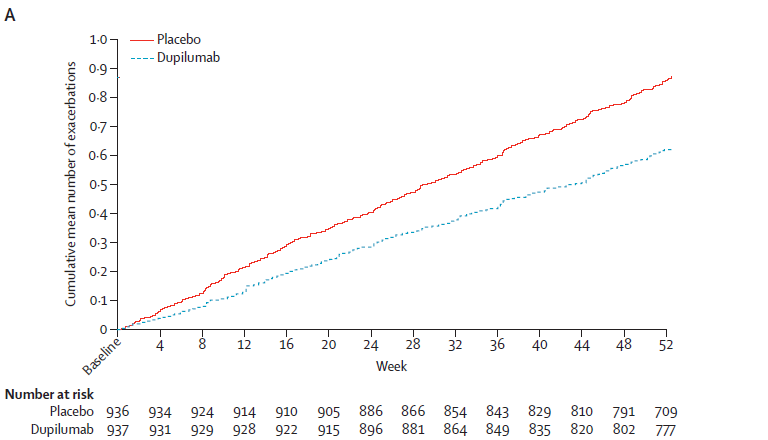 A
1·0
Placebo
Dupilumab
0·9
0·8
0·7
0·6
0·5
0·4
0·3
0·2
0·1
0
Cumulative mean number of exacerbations
Baseline 4 8 12 16 20 24 28 32 36 40 44 48 52
Week
Number at risk
Placebo 936 934 924 914 910 905 886 866 854 843 829 810 791 709
Dupilumab 937 931 929 928 922 915 896 881 864 849 835 820 802 777